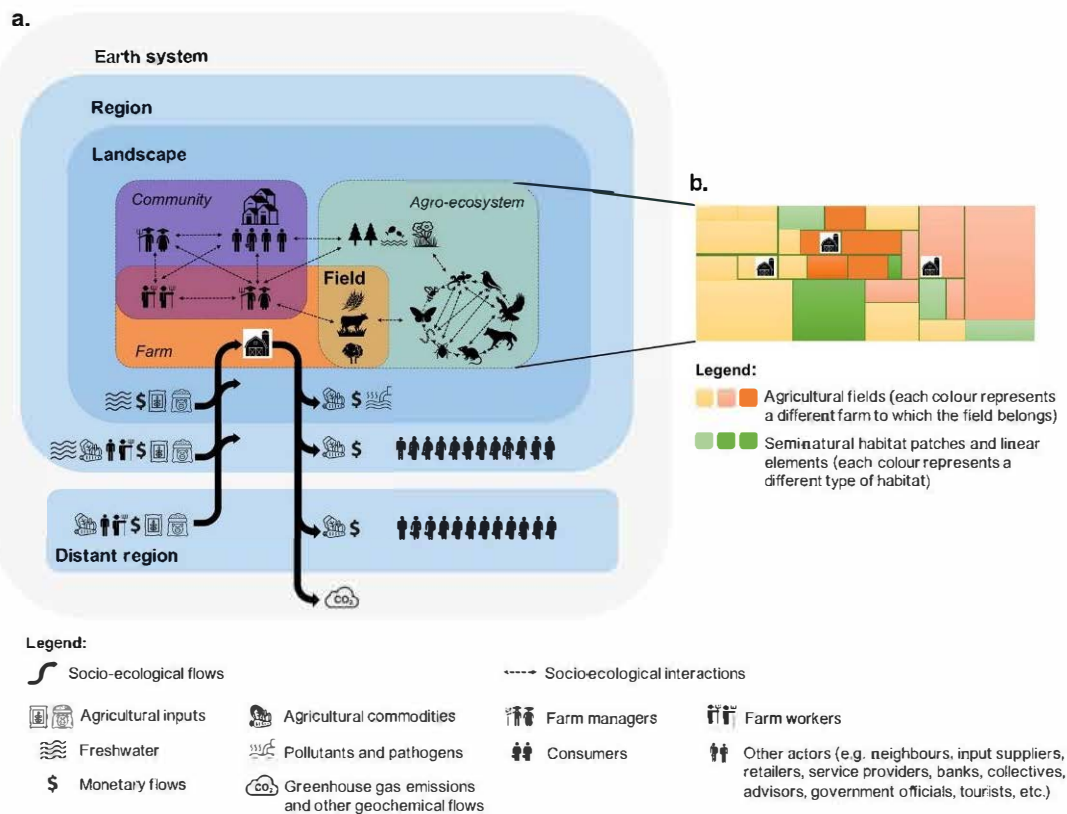 a.
Earth system
Region
Landscape
Community
Agro-ecosystem
Field
Farm
$
$
$
$
$
$
Distant region
CO₂
b.
Legend:
Agricultural fields (each colour represents
a different farm to which the field belongs)
Seminatural habitat patches and linear
elements (each colour represents a
different type of habitat)
Legend:
Socio-ecological flows
Socio-ecological interactions
Agricultural inputs
Agricultural commodities
Farm managers
Farm workers
Freshwater
Pollutants and pathogens
Consumers
Other actors (e.g. neighbours, input suppliers,
retailers, service providers, banks, collectives,
advisors, government officials, tourists, etc.)
$ Monetary flows
CO₂ Greenhouse gas emissions
and other geochemical flows